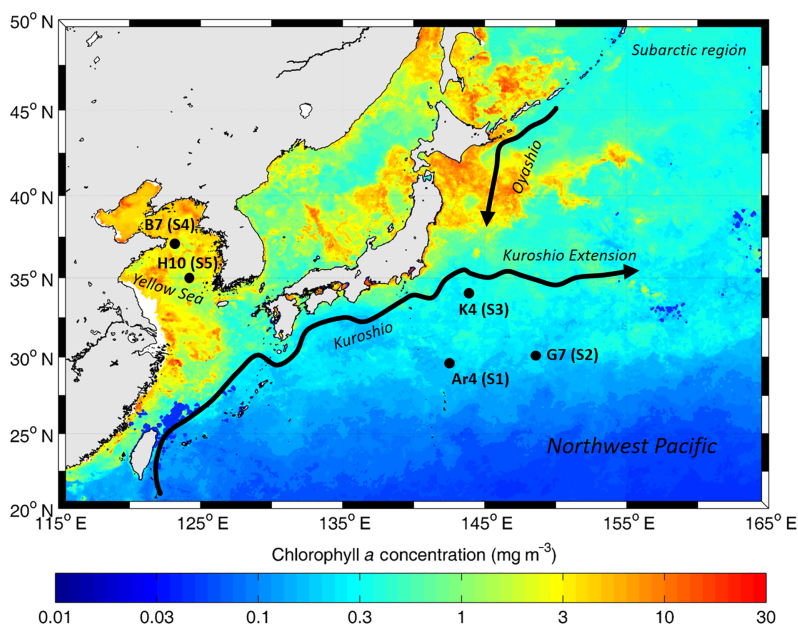 50° N
Subarctic region
45° N
Oyashio
40° N
B7 (S4)
H10 (S5)
Kuroshio Extension
35° N
Yellow Sea
K4 (S3)
Kuroshio
30° N
G7 (S2)
Ar4 (S1)
25° N
Northwest Pacific
20° N
115° E 125° E 135° E 145° E 155° E 165° E
Chlorophyll a concentration (mg m⁻³)
0.01 0.03 0.1 0.3 1 3 10 30